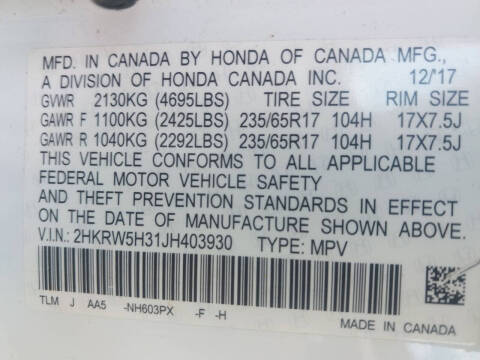 MFD. IN CANADA BY HONDA OF CANADA MFG.,
A DIVISION OF HONDA CANADA INC. 12/'17
GVWR 2130KG (4695LBS) TIRE SIZE RIM SIZE
GAWR F 1100KG (2425LBS) 235/65R17 104H 17X7.5J
GAWR R 1040KG (2292LBS) 235/65R17 104H 17X7.5J
THIS VEHICLE CONFORMS TO ALL APPLICABLE
FEDERAL MOTOR VEHICLE SAFETY
AND THEFT PREVENTION STANDARDS IN EFFECT
ON THE DATE OF MANUFACTURE SHOWN ABOVE.
V.I.N.: 2HKRW5H31JH403930 TYPE: MPV
TLM J AA5 -NH603PX -F -H
MADE IN CANADA